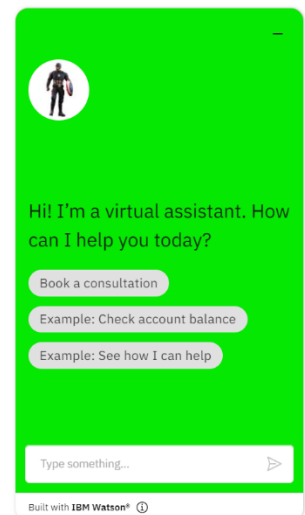 Hi! I'm a virtual assistant. How
can I help you today?
Book a consultation
Example: Check account balance
Example: See how I can help
Type something...
Built with IBM Watson®